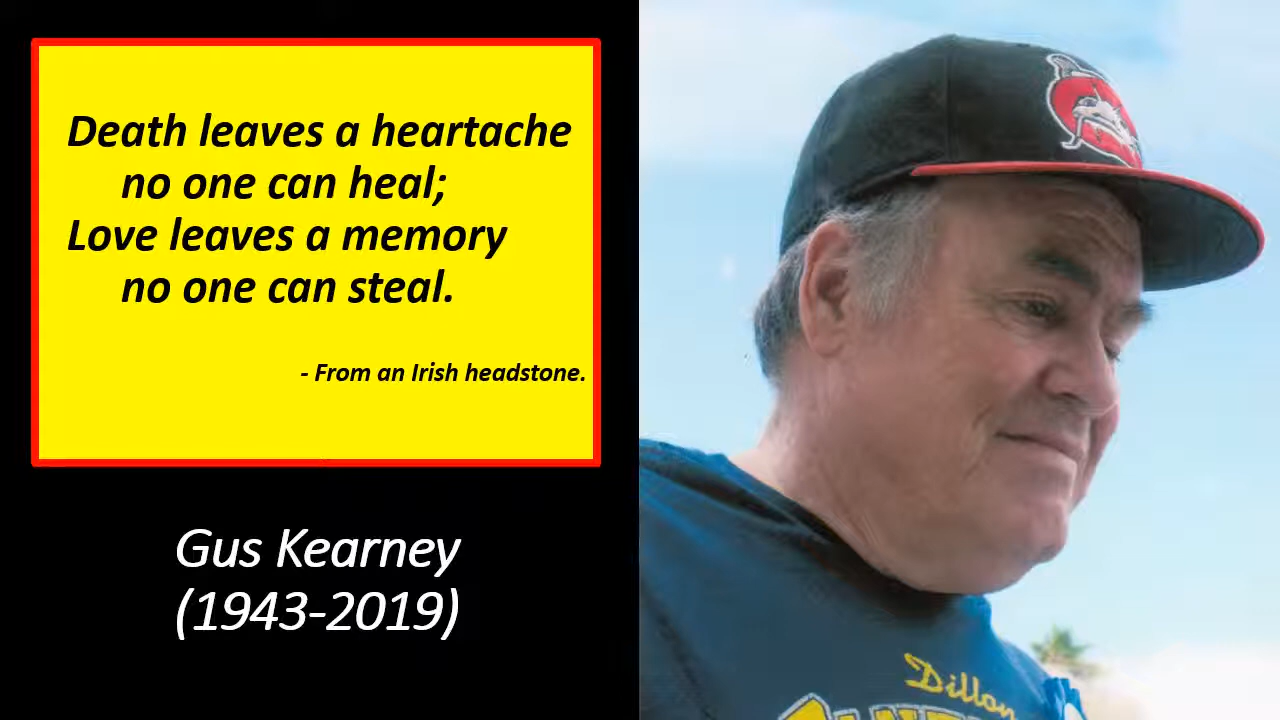 Death leaves a heartache
no one can heal;
Love leaves a memory
no one can steal.
- From an Irish headstone.
Gus Kearney
(1943-2019)
Dillon